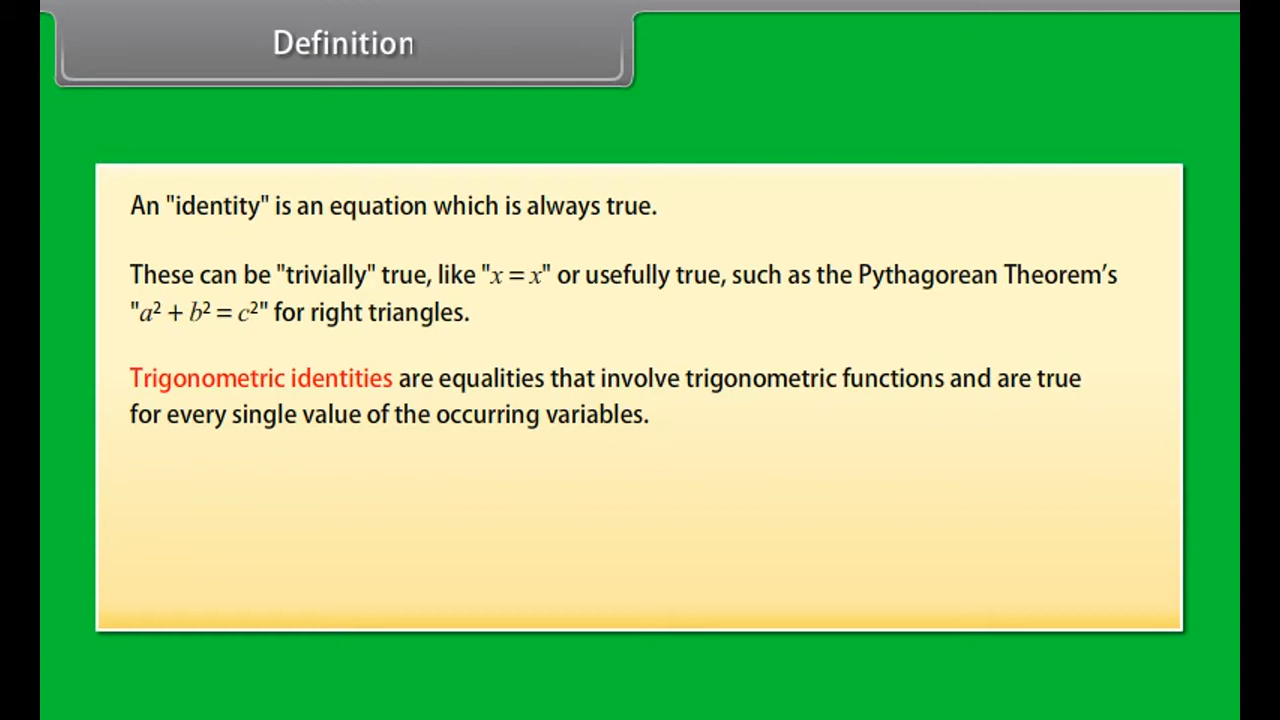 Definition
An "identity" is an equation which is always true.
These can be "trivially" true, like "x = x" or usefully true, such as the Pythagorean Theorem’s
"a² + b² = c²" for right triangles.
Trigonometric identities are equalities that involve trigonometric functions and are true
for every single value of the occurring variables.